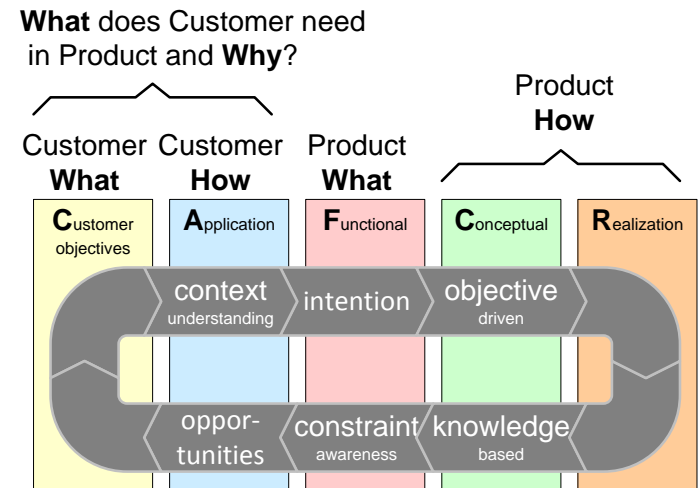 What does Customer need
in Product and Why?
Product
How
Customer Customer Product
What How What
Customer
objectives
Application
Functional
Conceptual
Realization
context
understanding
intention
objective
driven
oppor-
tunities
constraint
awareness
knowledge
based